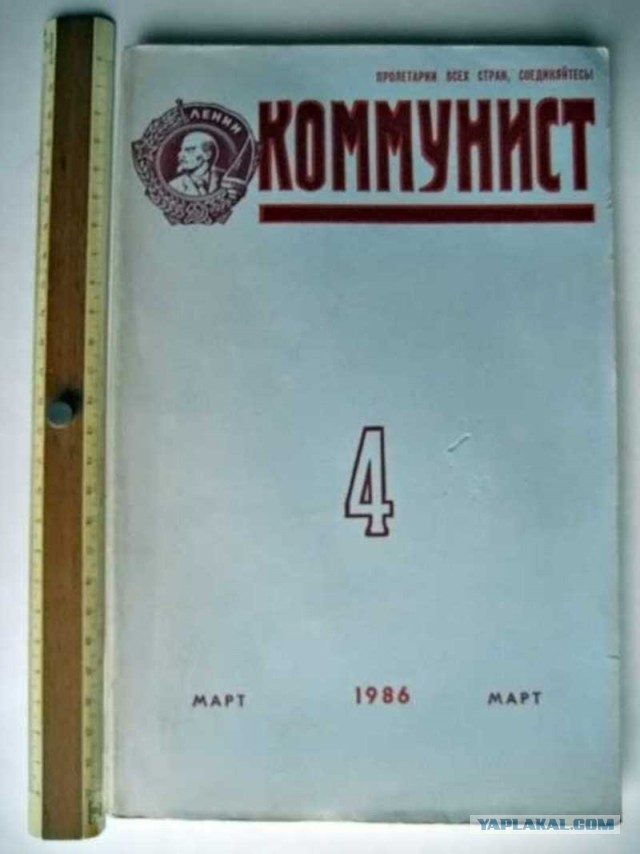 ПРОЛЕТАРИИ ВСЕХ СТРАН, СОЕДИНЯЙТЕСЬ!
ЛЕНИН
КОММУНИСТ
4
МАРТ 1986 МАРТ
YAPLAKAL.COM